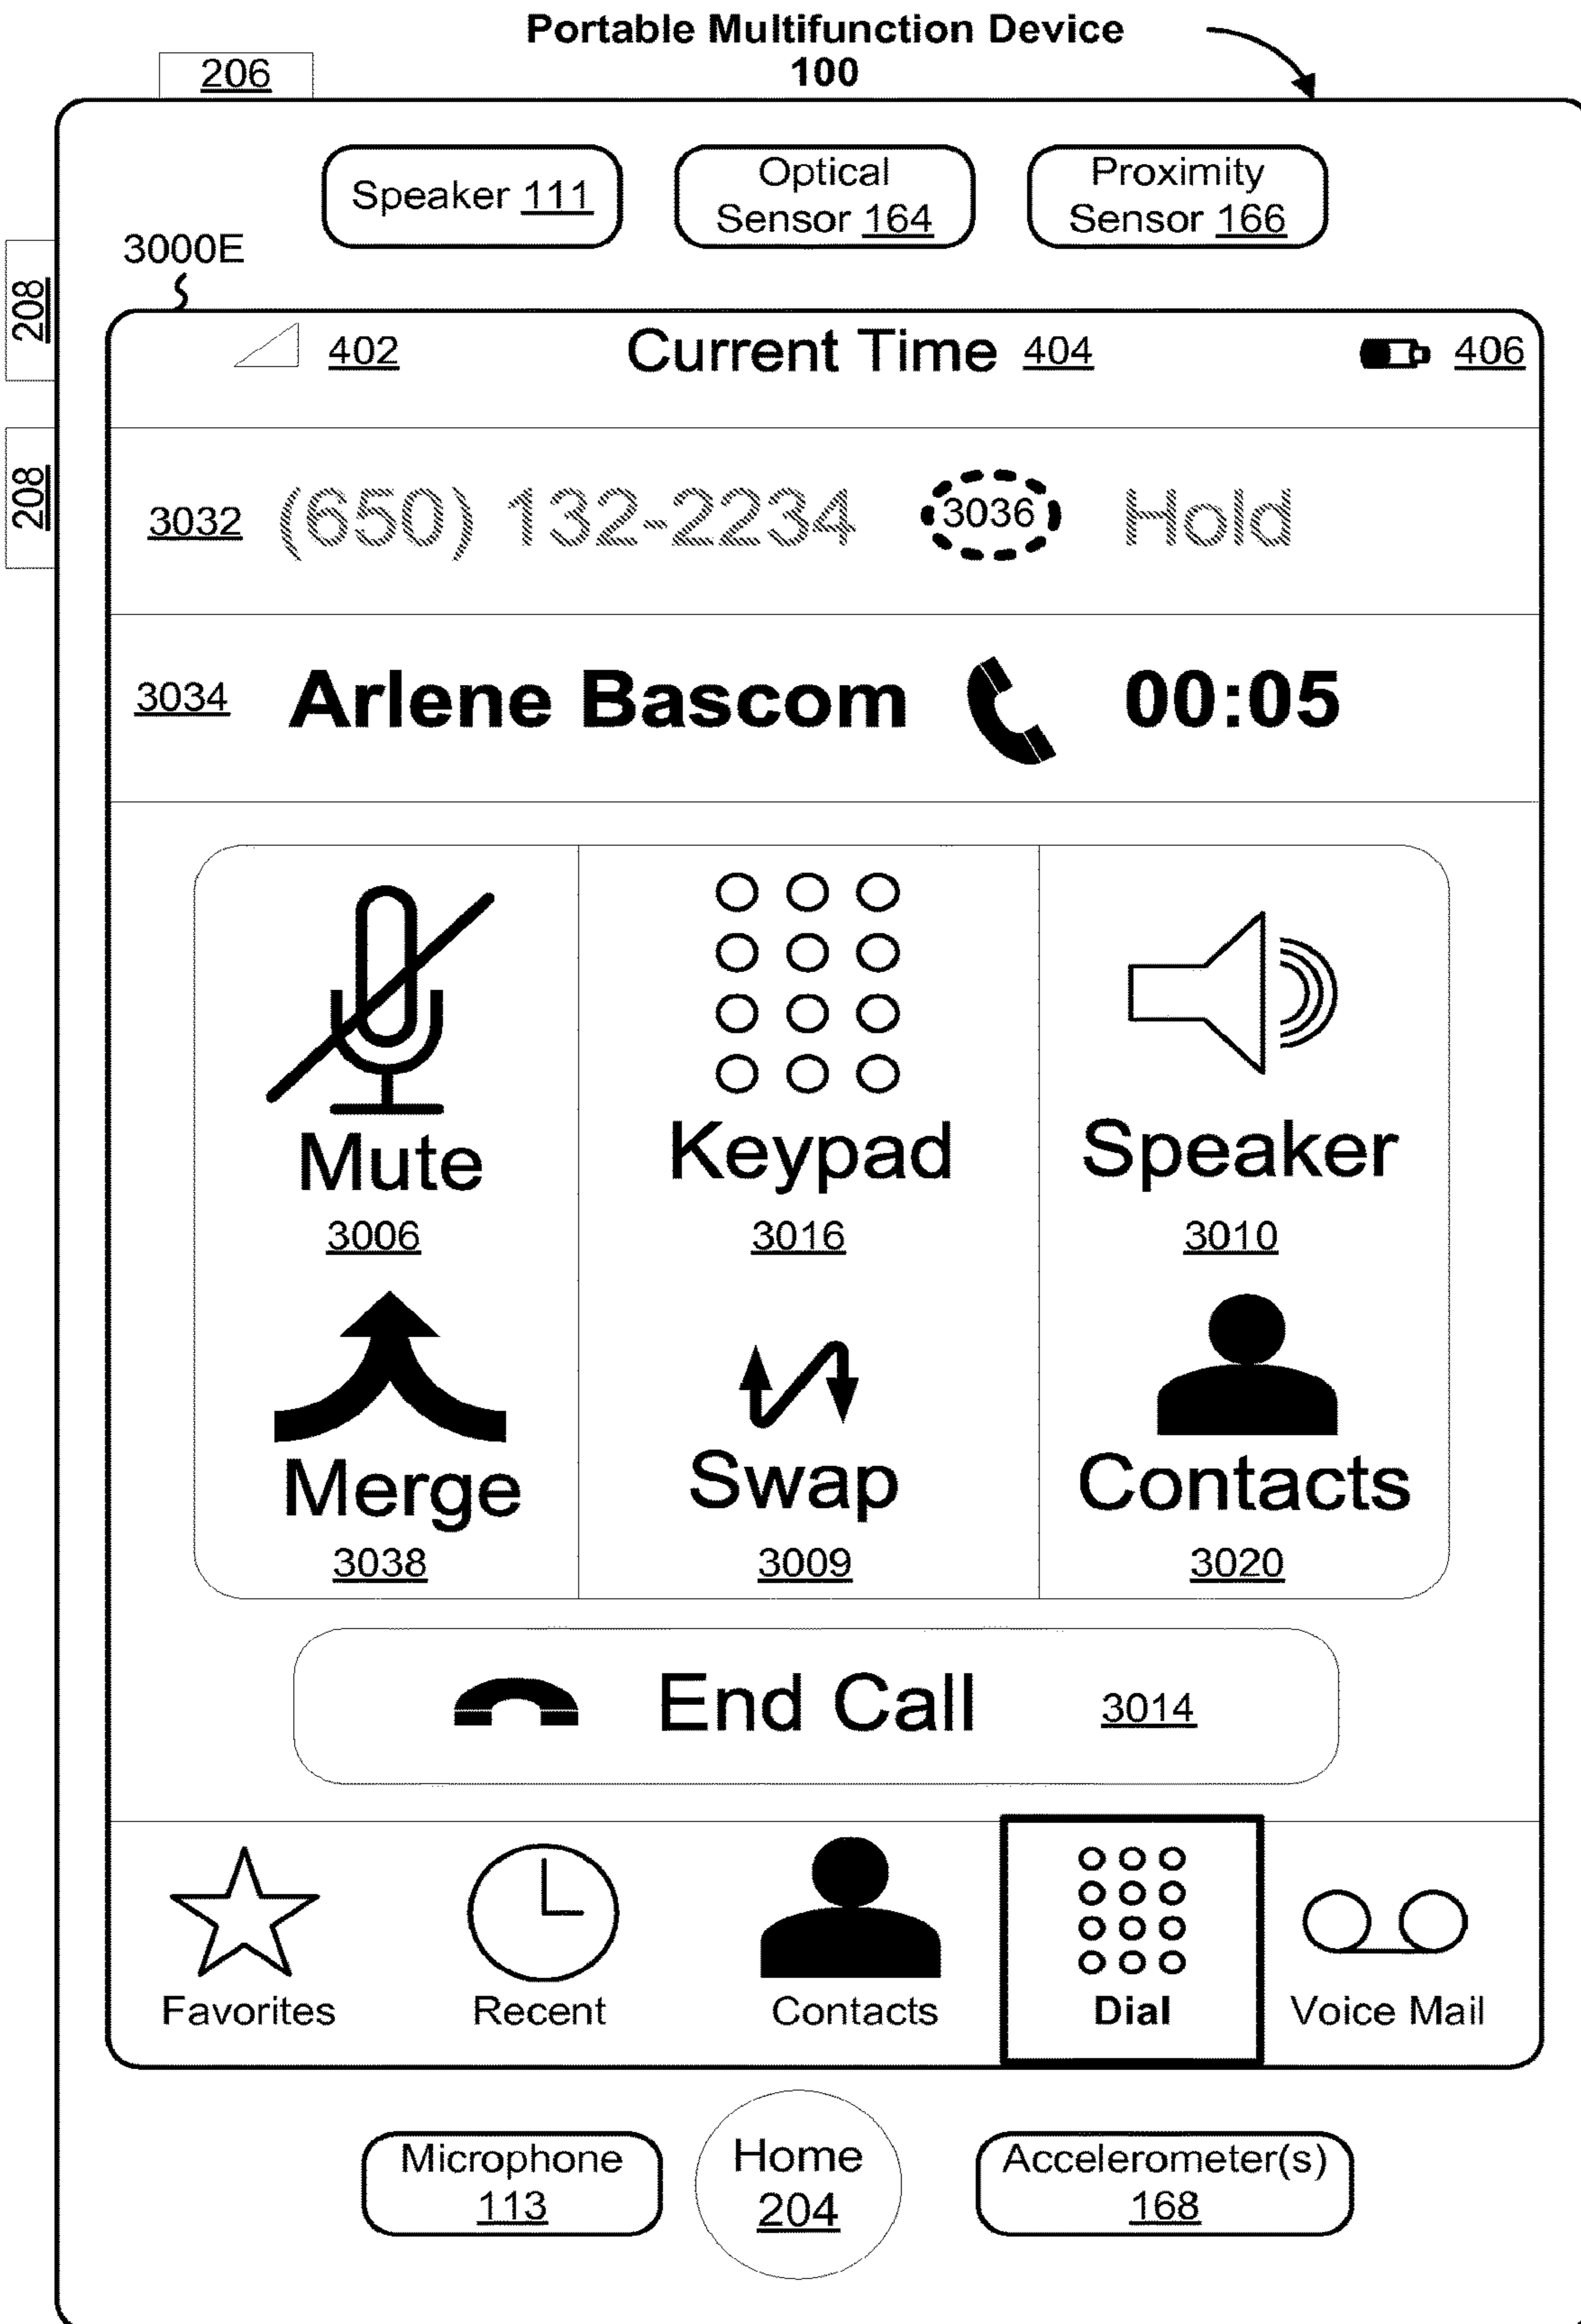 Portable Multifunction Device
100
206
Speaker 111
Optical
Sensor 164
Proximity
Sensor 166
3000E
208
402
Current Time 404
406
208
3032
(650) 132-2234
3036
Hold
3034
Arlene Bascom
00:05
Mute
3006
Keypad
3016
Speaker
3010
Merge
3038
Swap
3009
Contacts
3020
End Call
3014
Favorites
Recent
Contacts
Dial
Voice Mail
Microphone
113
Home
204
Accelerometer(s)
168